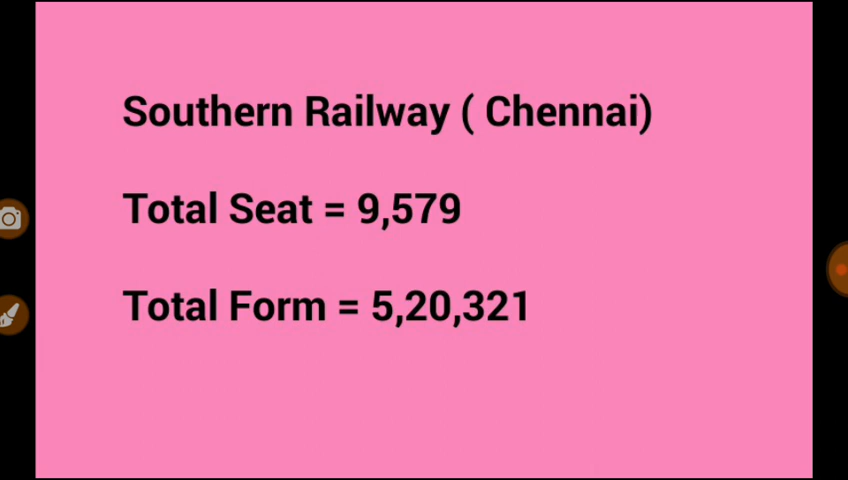 Southern Railway ( Chennai)
Total Seat = 9,579
Total Form = 5,20,321